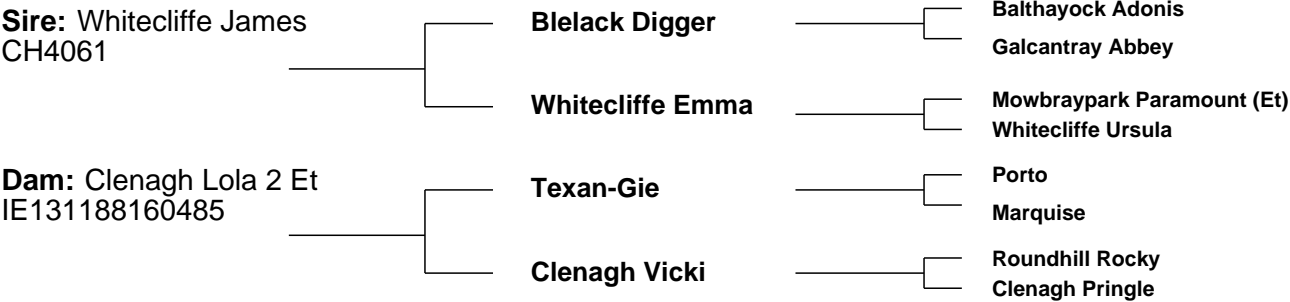 Sire: Whitecliffe James
CH4061
Blelack Digger
Balthayock Adonis
Galcantray Abbey
Whitecliffe Emma
Mowbraypark Paramount (Et)
Whitecliffe Ursula
Dam: Clenagh Lola 2 Et
IE131188160485
Texan-Gie
Porto
Marquise
Clenagh Vicki
Roundhill Rocky
Clenagh Pringle